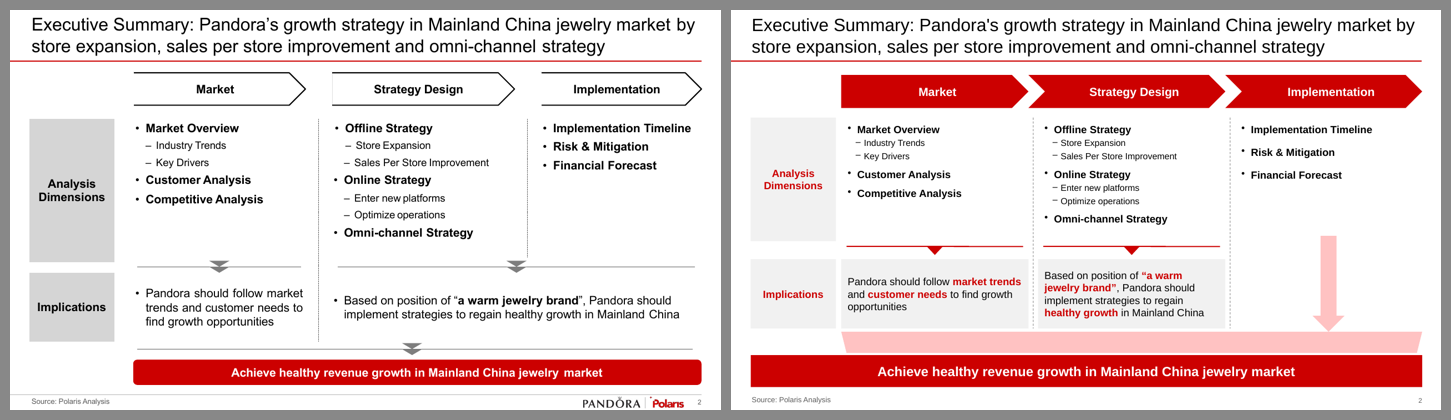 Executive Summary: Pandora’s growth strategy in Mainland China jewelry market by
store expansion, sales per store improvement and omni-channel strategy
Market
Strategy Design
Implementation
Analysis
Dimensions
• Market Overview
– Industry Trends
– Key Drivers
• Customer Analysis
• Competitive Analysis
• Offline Strategy
– Store Expansion
– Sales Per Store Improvement
• Online Strategy
– Enter new platforms
– Optimize operations
• Omni-channel Strategy
• Implementation Timeline
• Risk & Mitigation
• Financial Forecast
Implications
• Pandora should follow market
trends and customer needs to
find growth opportunities
• Based on position of “a warm jewelry brand”, Pandora should
implement strategies to regain healthy growth in Mainland China
Achieve healthy revenue growth in Mainland China jewelry market
Source: Polaris Analysis
PANDÖRA Polaris 2
Executive Summary: Pandora's growth strategy in Mainland China jewelry market by
store expansion, sales per store improvement and omni-channel strategy
Market
Strategy Design
Implementation
Analysis
Dimensions
• Market Overview
– Industry Trends
– Key Drivers
• Customer Analysis
• Competitive Analysis
• Offline Strategy
– Store Expansion
– Sales Per Store Improvement
• Online Strategy
– Enter new platforms
– Optimize operations
• Omni-channel Strategy
• Implementation Timeline
• Risk & Mitigation
• Financial Forecast
Implications
Pandora should follow market trends
and customer needs to find growth
opportunities
Based on position of “a warm
jewelry brand”, Pandora should
implement strategies to regain
healthy growth in Mainland China
Achieve healthy revenue growth in Mainland China jewelry market
Source: Polaris Analysis
2